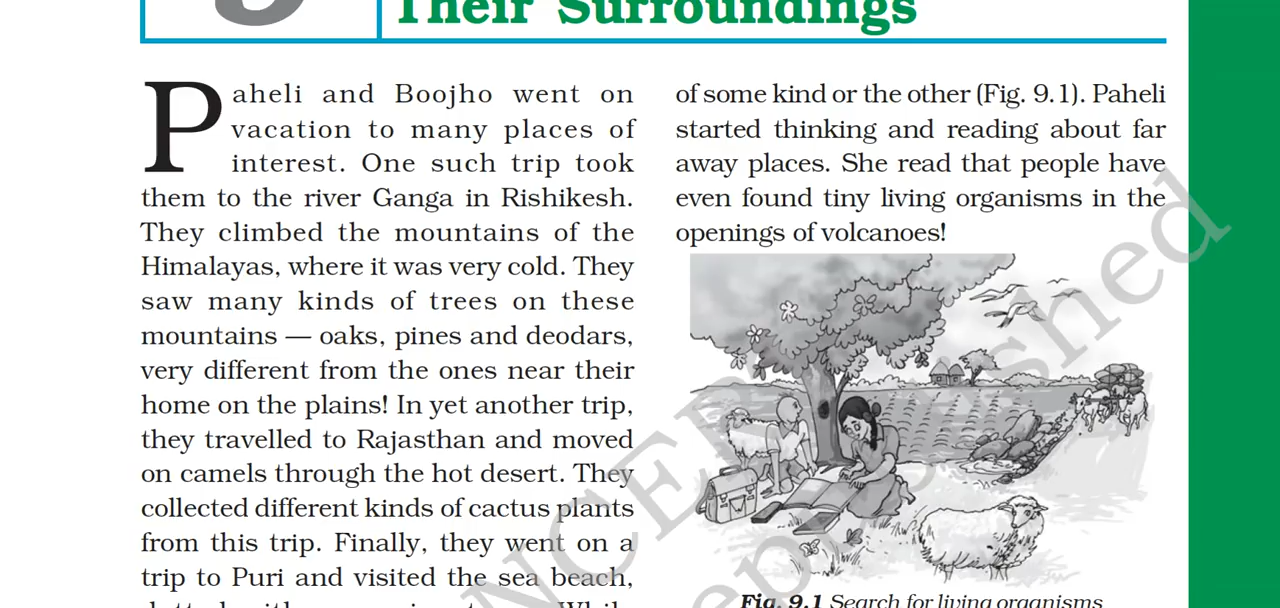 Their Surroundings
Paheli and Boojho went on
vacation to many places of
interest. One such trip took
them to the river Ganga in Rishikesh.
They climbed the mountains of the
Himalayas, where it was very cold. They
saw many kinds of trees on these
mountains — oaks, pines and deodars,
very different from the ones near their
home on the plains! In yet another trip,
they travelled to Rajasthan and moved
on camels through the hot desert. They
collected different kinds of cactus plants
from this trip. Finally, they went on a
trip to Puri and visited the sea beach,
of some kind or the other (Fig. 9.1). Paheli
started thinking and reading about far
away places. She read that people have
even found tiny living organisms in the
openings of volcanoes!
Fig. 9.1 Search for living organisms